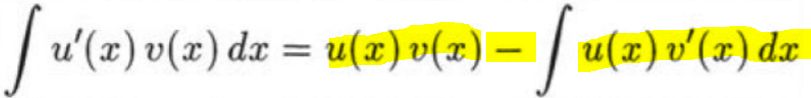 ∫ u′(x) v(x) dx = u(x) v(x) − ∫ u(x) v′(x) dx